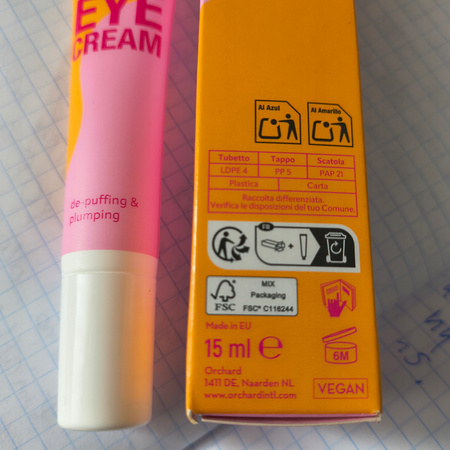 EYE
CREAM
de-puffing &
plumping
Al Azul
Al Amarillo
Tubetto Tappo Scatola
LDPE 4 PP 5 PAP 21
Plastica Carta
Raccolta differenziata.
Verifica le disposizioni del tuo Comune.
FR
+
FSC
MIX
Packaging
FSC® C116244
Made in EU
15 ml ℮
6M
Orchard
1411 DE, Naarden NL
www.orchardintl.com
VEGAN